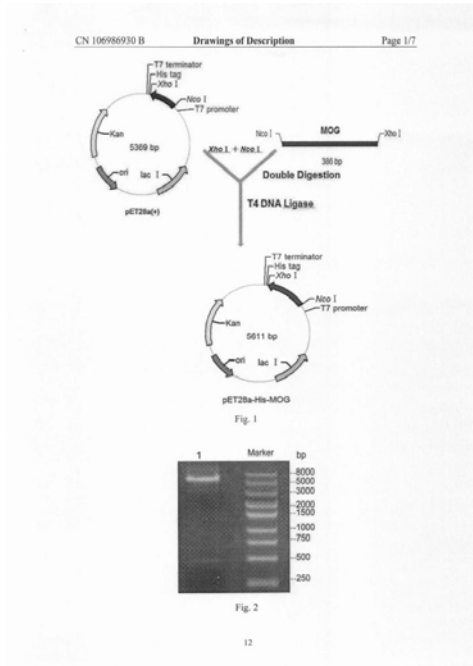 CN 106986930 B Drawings of Description Page 1/7
T7 terminator
His tag
Xho I
Nco I
T7 promoter
Kan
5369 bp
ori lac I
pET28a(+)
Xho I + Nco I
Nco I MOG Xho I
366 bp
Double Digestion
T4 DNA Ligase
T7 terminator
His tag
Xho I
Nco I
T7 promoter
Kan
5611 bp
ori lac I
pET28a-His-MOG
Fig. 1
1 Marker bp
8000
5000
3000
2000
1500
1000
750
500
250
Fig. 2
12